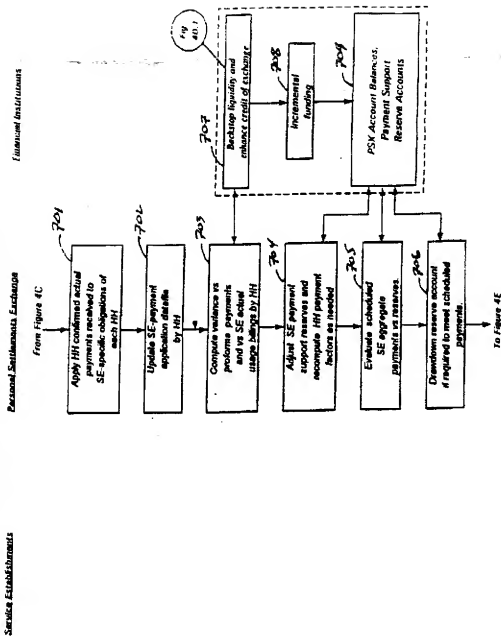 Service Establishments
Personal Settlements Exchange
Financial Institutions
From Figure 4C
701
Apply HH confirmed actual
payments received to
SE-specific obligations of
each HH
702
Update SE-payment
application datafile
by HH
703
Compute variance vs
proforma payments
and vs SE actual
usage billings by HH
704
Adjust SE payment
support reserves and
recompute HH payment
factors as needed
705
Evaluate scheduled
SE aggregate
payments vs reserves
706
Drawdown reserve account
if required to meet scheduled
payments.
To Figure 4E
707
Backstop liquidity and
enhance credit of exchange
Fig
4D.1
708
Incremental
funding
709
PSX Account Balances,
Payment Support
Reserve Accounts